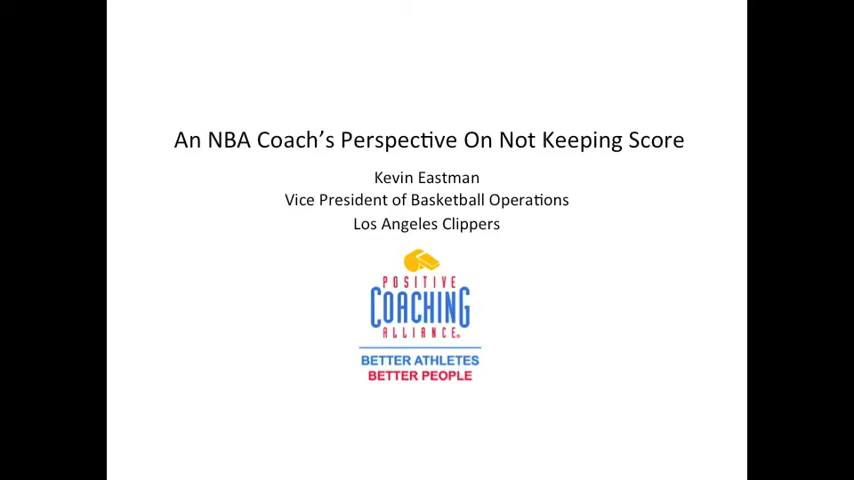 An NBA Coach's Perspective On Not Keeping Score
Kevin Eastman
Vice President of Basketball Operations
Los Angeles Clippers
POSITIVE
COACHING
ALLIANCE®
BETTER ATHLETES
BETTER PEOPLE